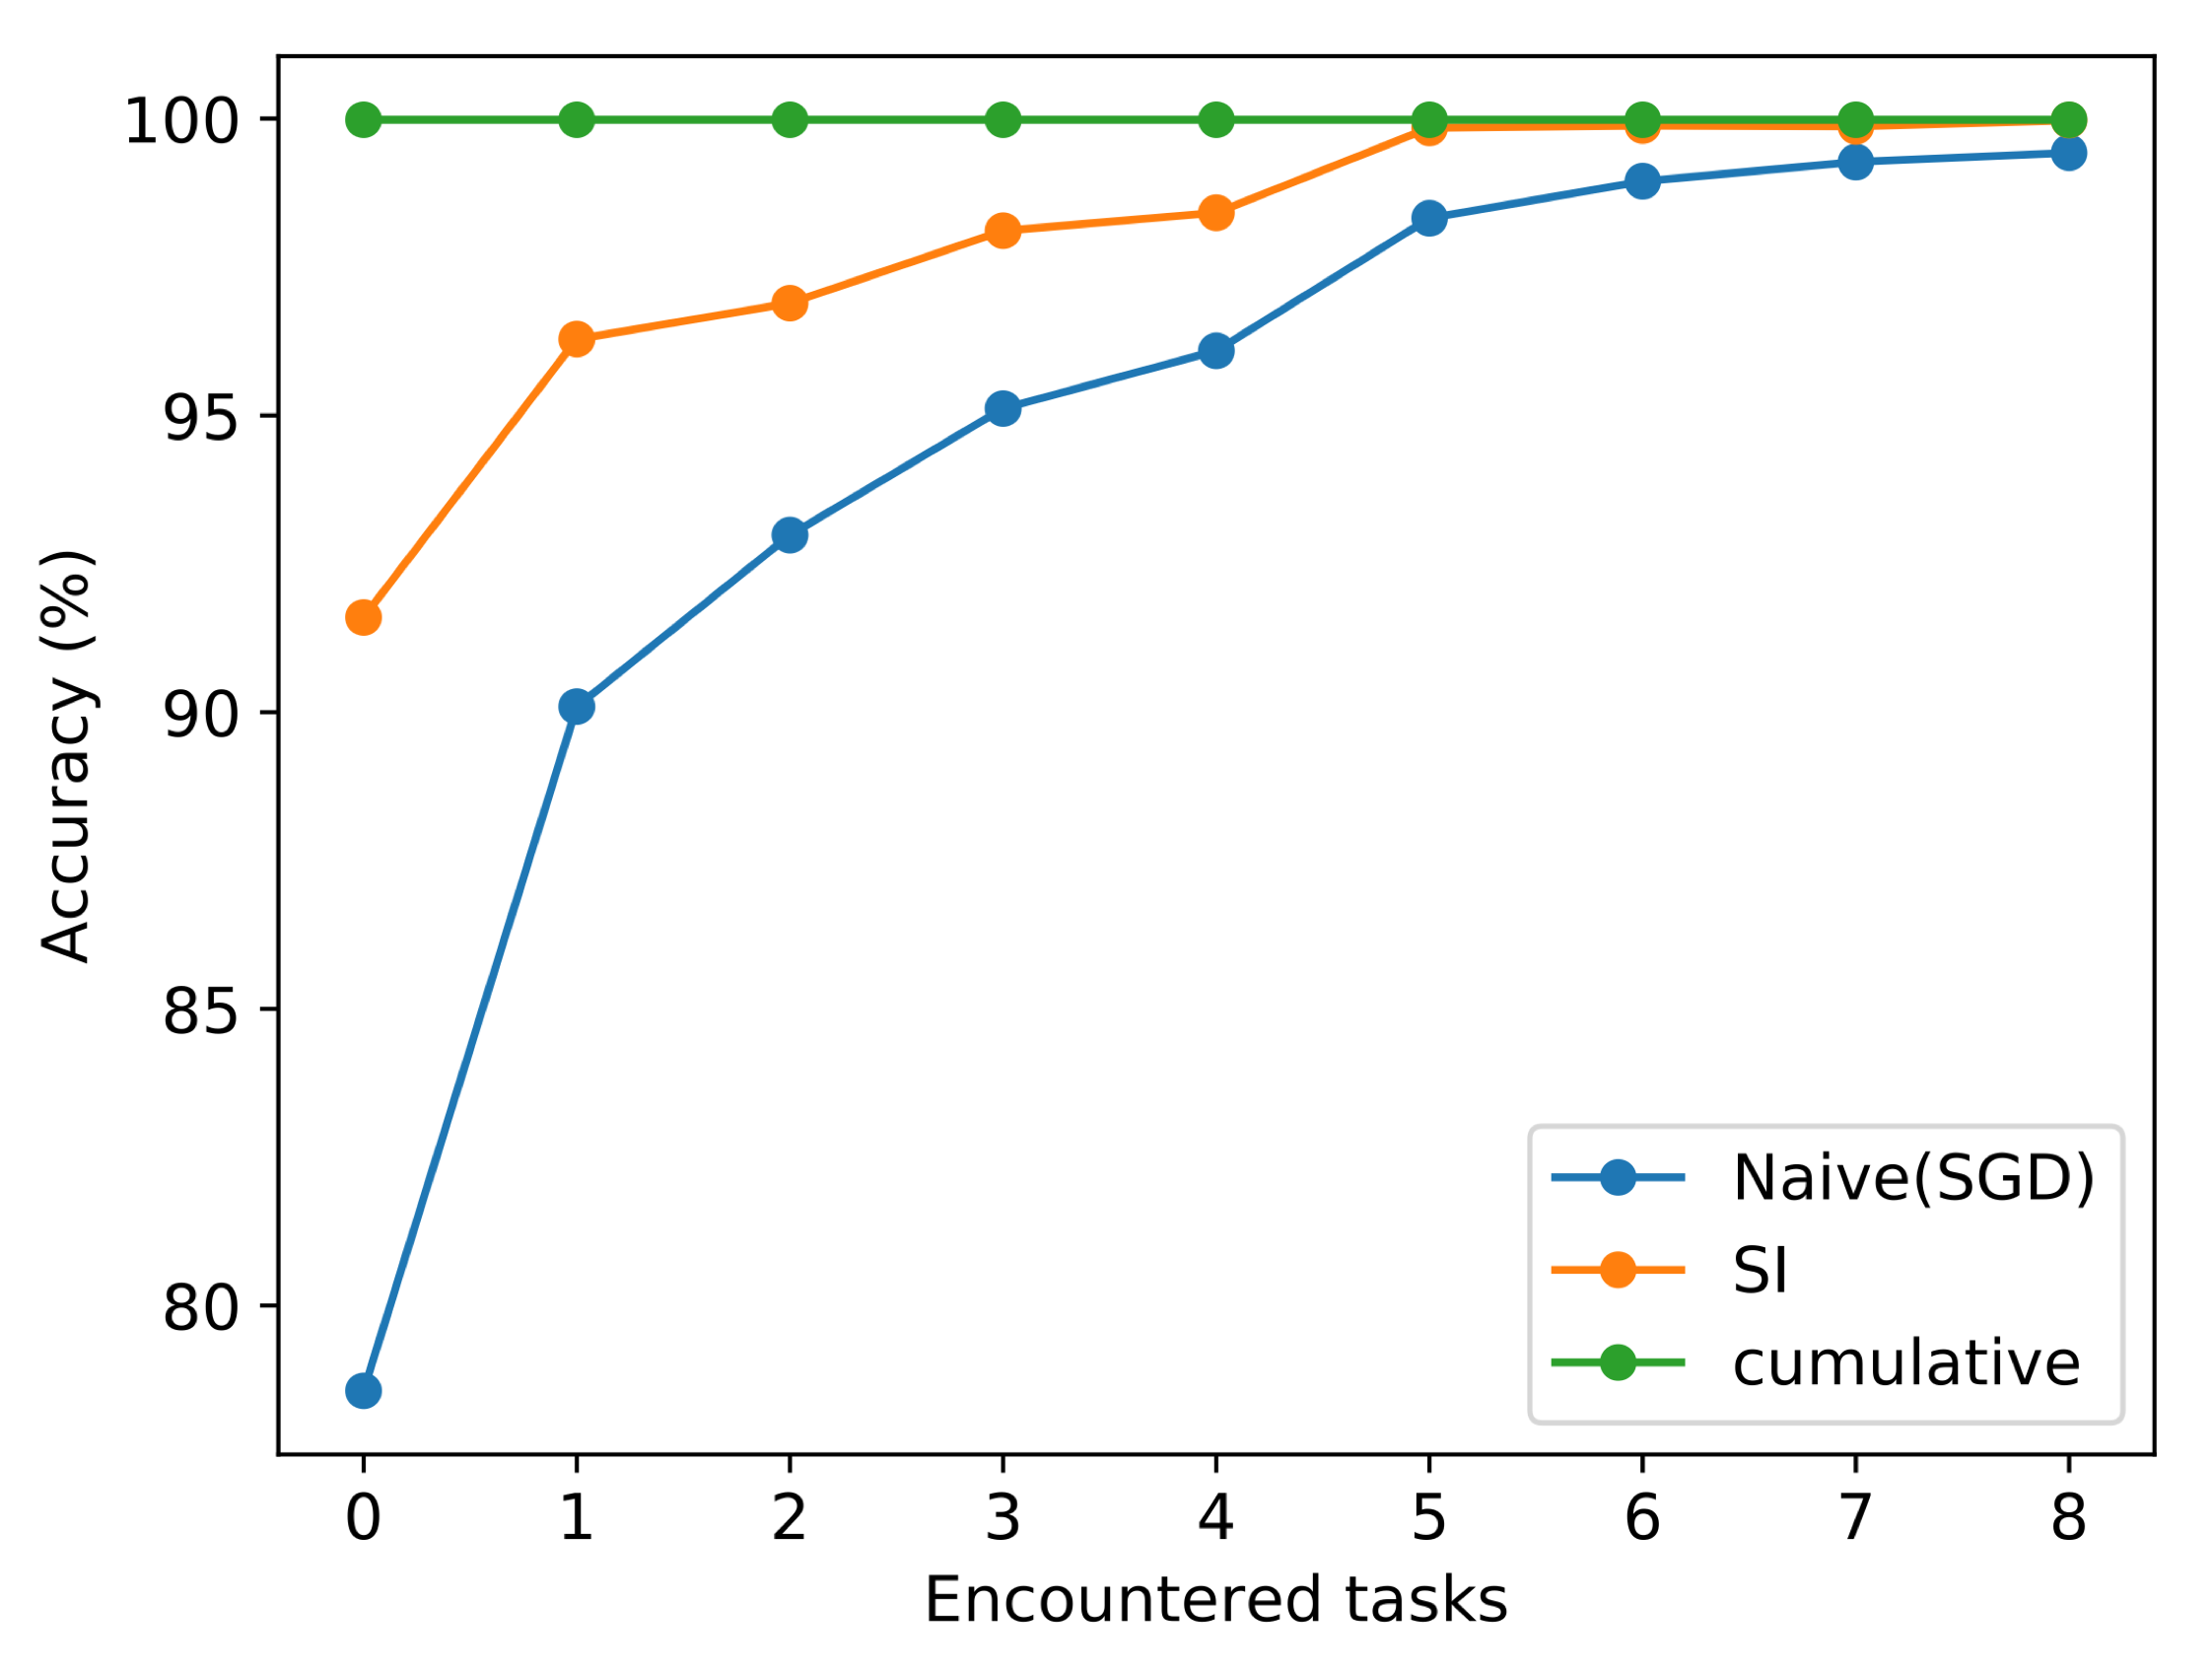 100
95
90
85
80
Accuracy (%)
0 1 2 3 4 5 6 7 8
Encountered tasks
Naive(SGD)
SI
cumulative